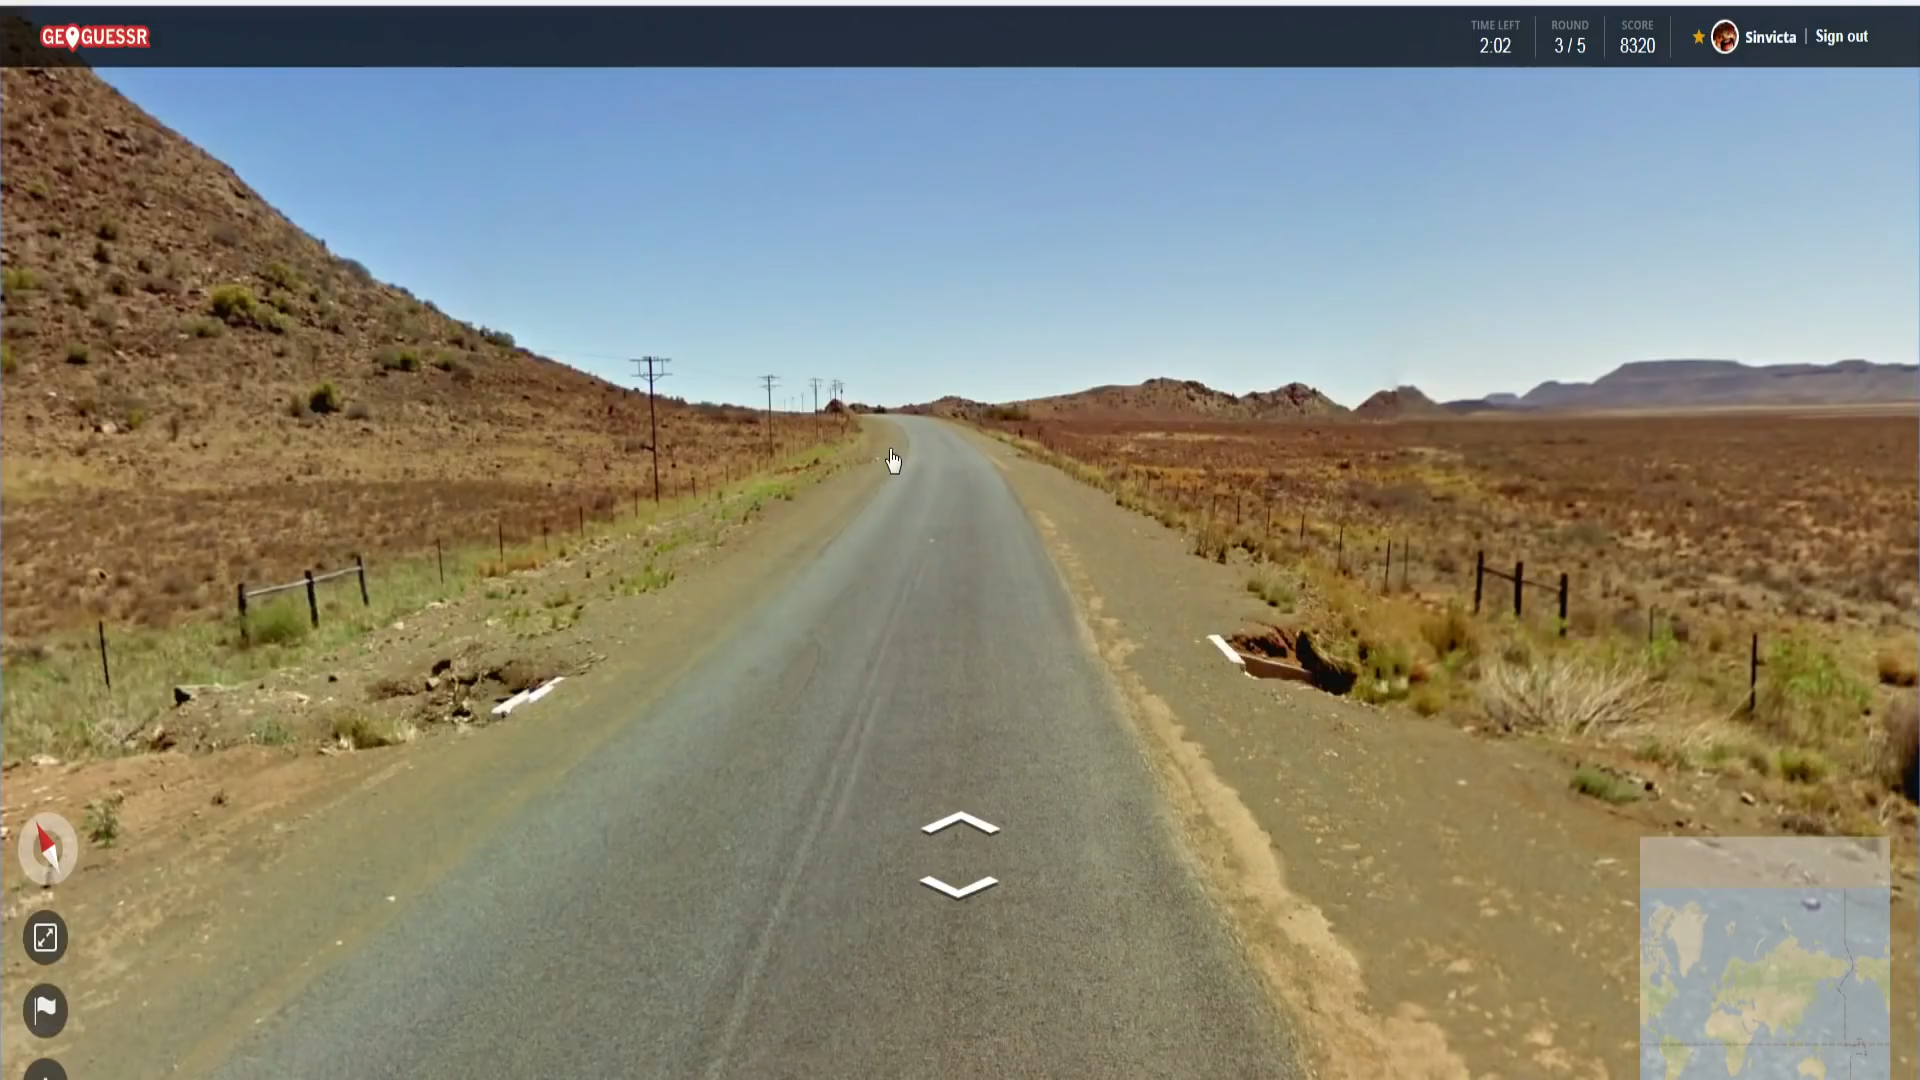 GEOGUESSR
TIME LEFT
2:02
ROUND
3 / 5
SCORE
8320
Sinvicta | Sign out